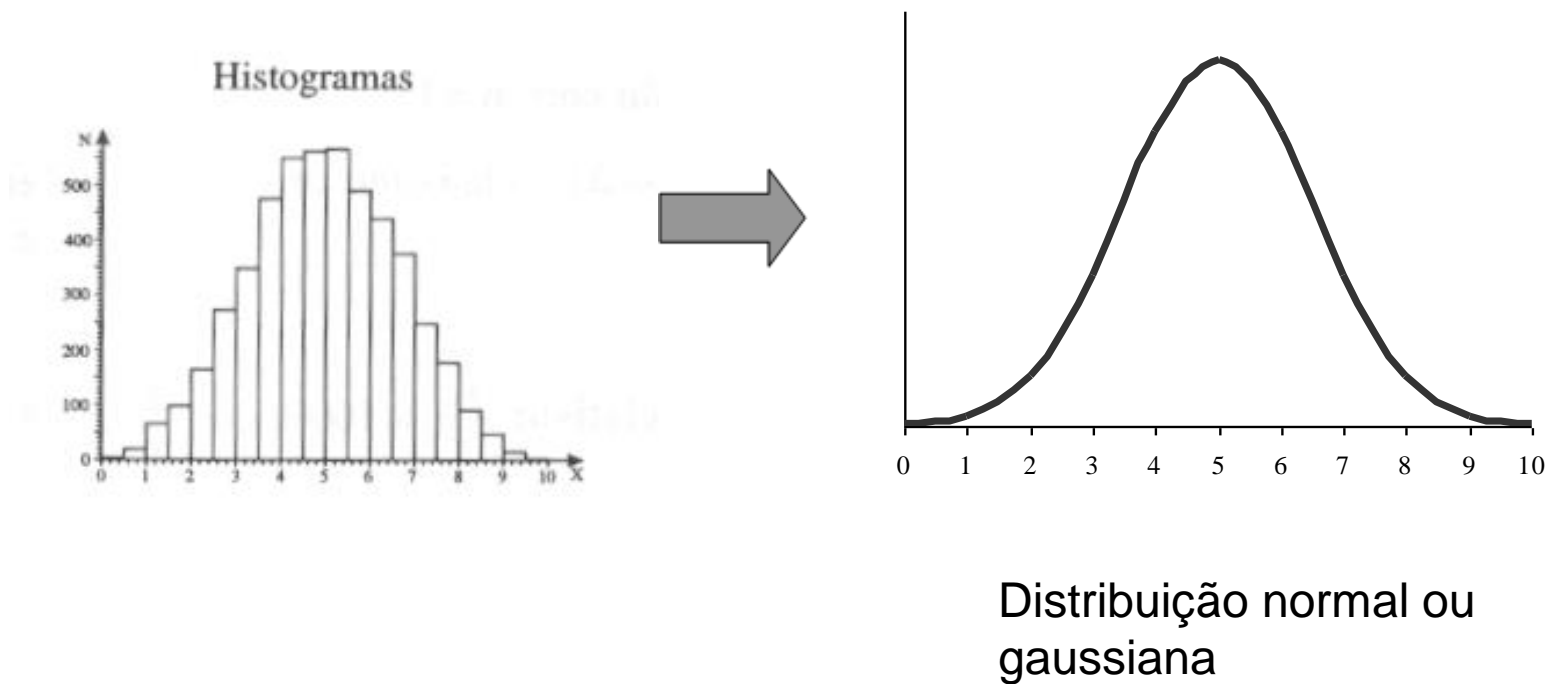 Histogramas
N
500
400
300
200
100
0
0 1 2 3 4 5 6 7 8 9 10 X
0 1 2 3 4 5 6 7 8 9 10
Distribuição normal ou
gaussiana